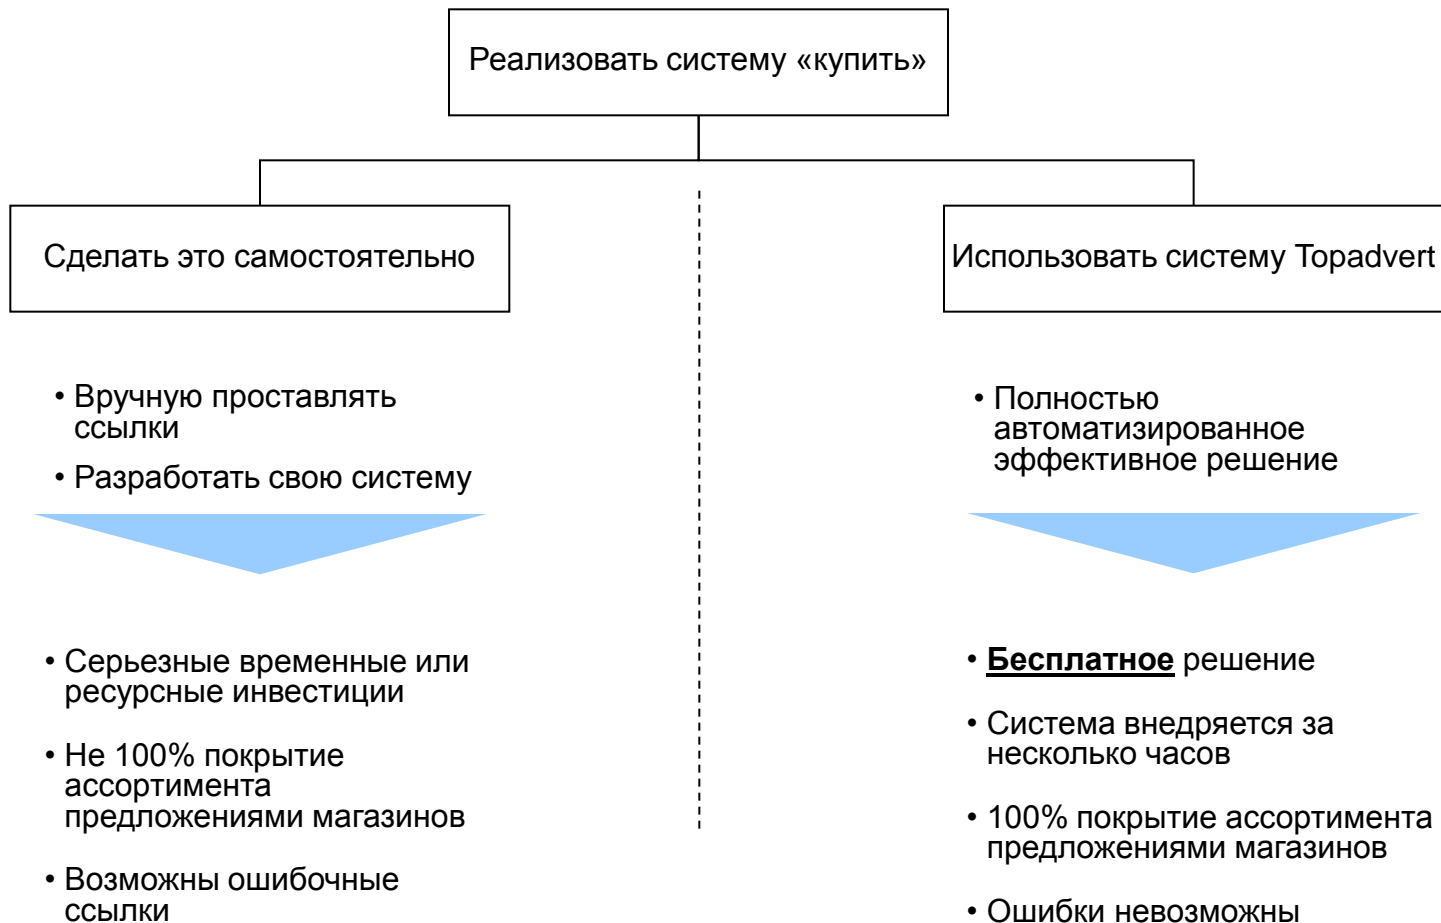 Реализовать систему «купить»
Сделать это самостоятельно
• Вручную проставлять
ссылки
• Разработать свою систему
• Серьезные временные или
ресурсные инвестиции
• Не 100% покрытие
ассортимента
предложениями магазинов
• Возможны ошибочные
ссылки
Использовать систему Topadvert
• Полностью
автоматизированное
эффективное решение
• Бесплатное решение
• Система внедряется за
несколько часов
• 100% покрытие ассортимента
предложениями магазинов
• Ошибки невозможны